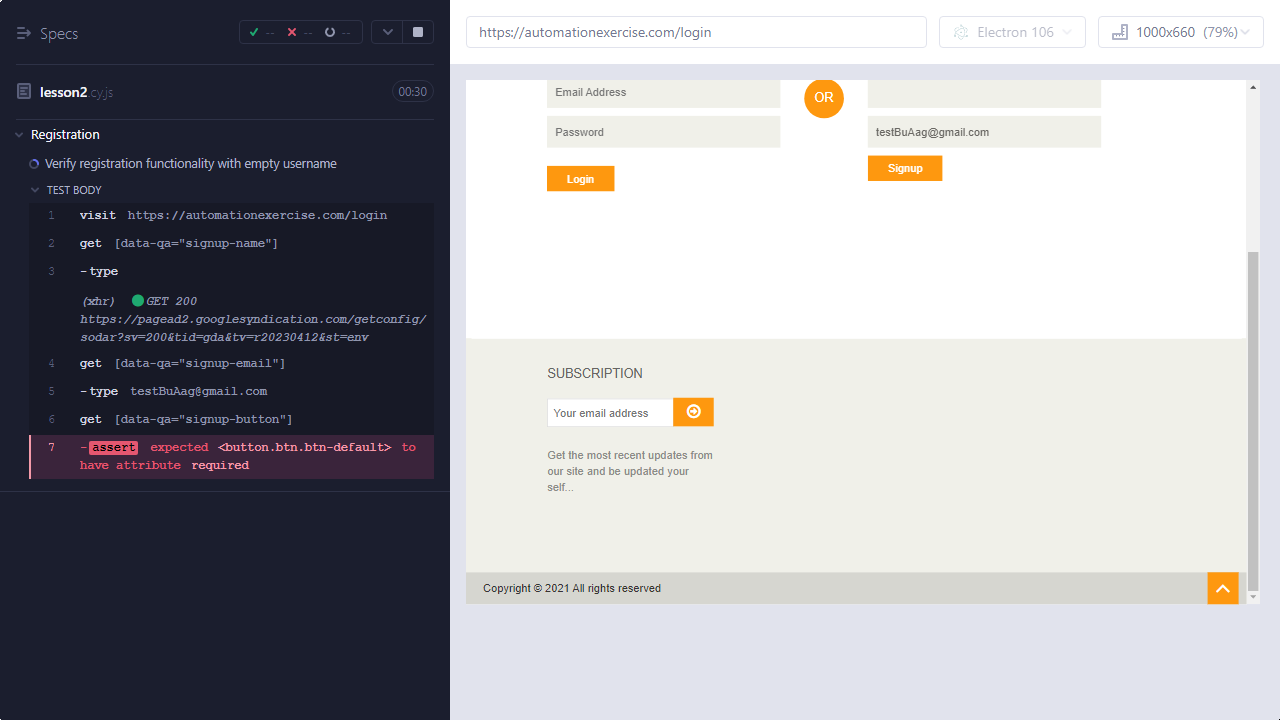 Specs
-- -- --
lesson2.cy.js 00:30
Registration
Verify registration functionality with empty username
TEST BODY
1 visit https://automationexercise.com/login
2 get [data-qa="signup-name"]
3 -type
(xhr) GET 200
https://pagead2.googlesyndication.com/getconfig/
sodar?sv=200&tid=gda&tv=r20230412&st=env
4 get [data-qa="signup-email"]
5 -type testBuAag@gmail.com
6 get [data-qa="signup-button"]
7 -assert expected <button.btn.btn-default> to
have attribute required
https://automationexercise.com/login
Electron 106
1000x660 (79%)
Email Address
OR
Password
testBuAag@gmail.com
Login
Signup
SUBSCRIPTION
Your email address
Get the most recent updates from
our site and be updated your
self...
Copyright © 2021 All rights reserved